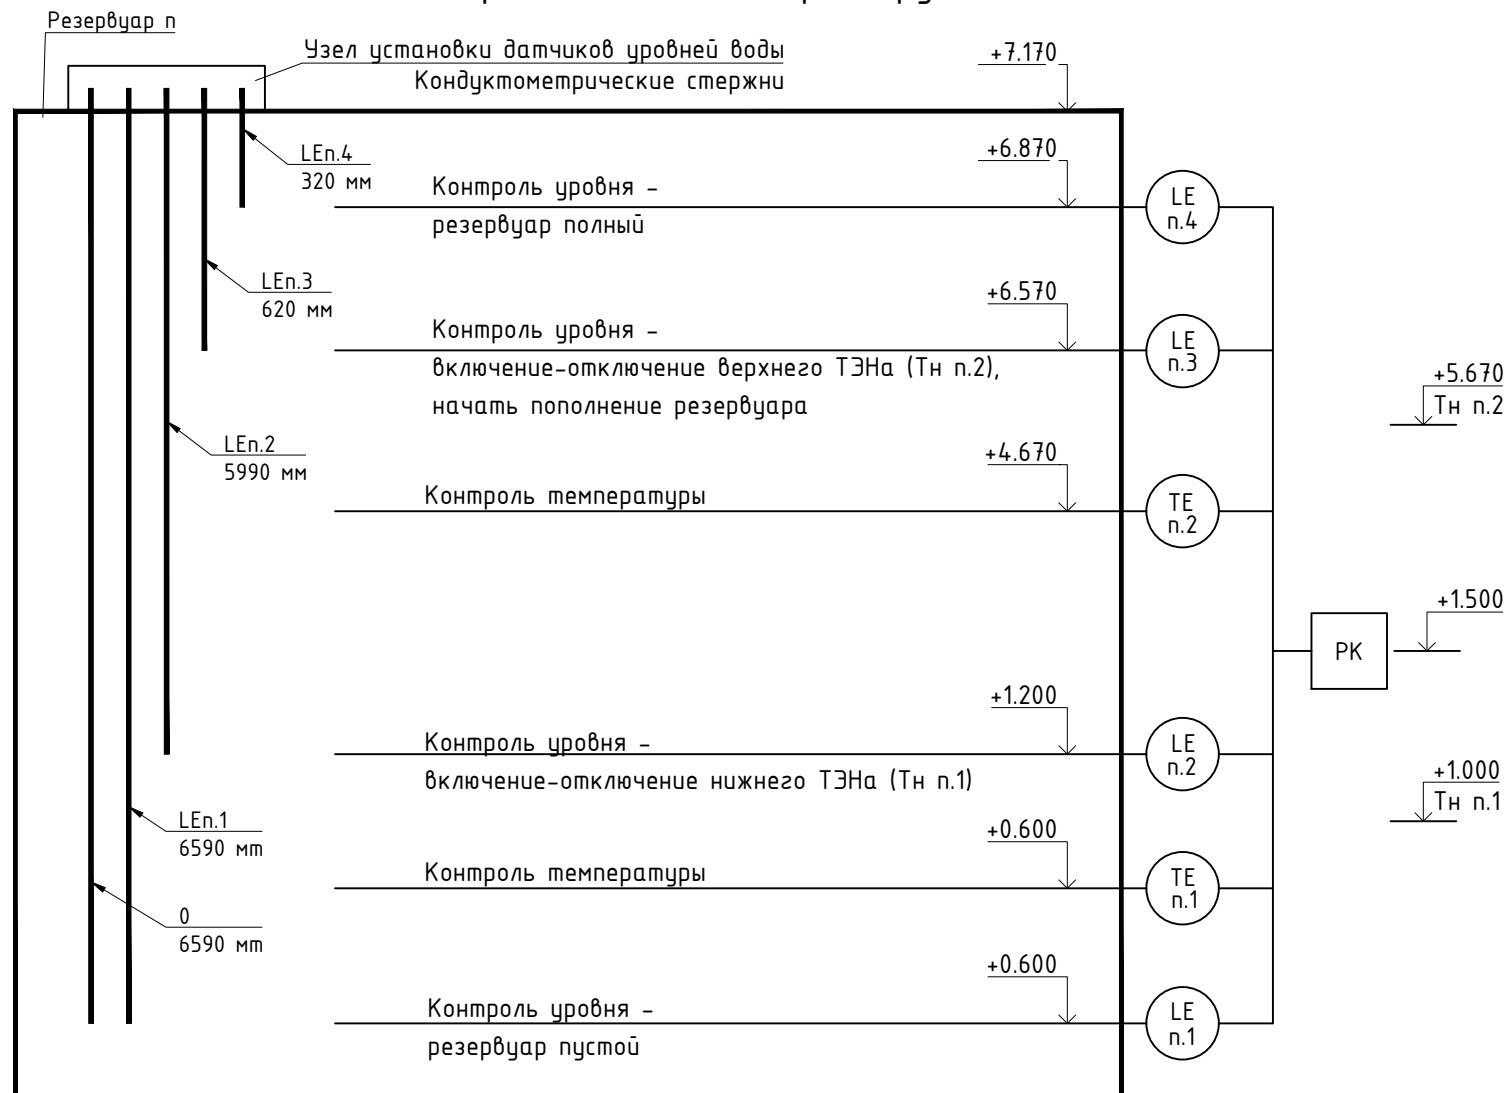 Резервуар n
Узел установки датчиков уровней воды
Кондуктометрические стержни
+7.170
LEn.4
320 мм
+6.870
Контроль уровня -
резервуар полный
LE
n.4
LEn.3
620 мм
+6.570
Контроль уровня -
включение-отключение верхнего ТЭНа (Тн n.2),
начать пополнение резервуара
LE
n.3
+5.670
Тн n.2
LEn.2
5990 мм
+4.670
Контроль температуры
TE
n.2
+1.500
РК
+1.200
Контроль уровня -
включение-отключение нижнего ТЭНа (Тн n.1)
LE
n.2
+1.000
Тн n.1
LEn.1
6590 мm
+0.600
Контроль температуры
TE
n.1
0
6590 мm
+0.600
Контроль уровня -
резервуар пустой
LE
n.1